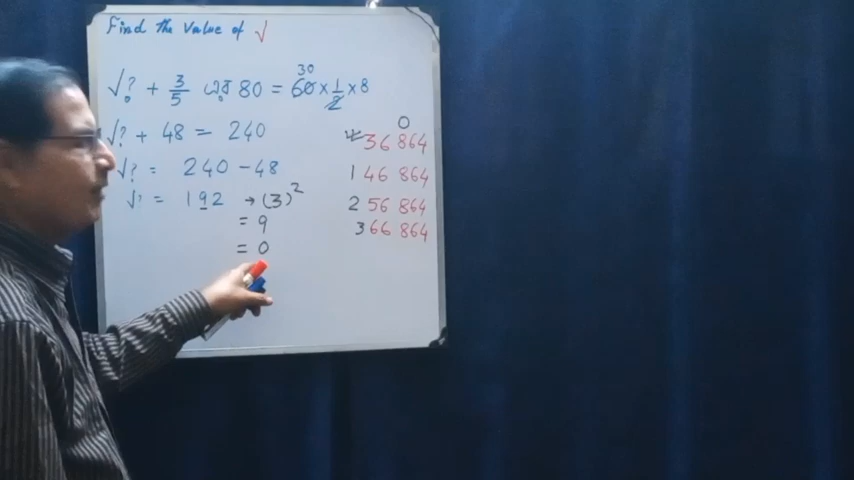 Find the Value of √
√? + 3/5 এর 80 = 60 × 1/2 × 8
30
√? + 48 = 240
√? = 240 - 48
√? = 192 → (3)²
= 9
= 0
0
36 864
1 46 864
2 56 864
3 66 864